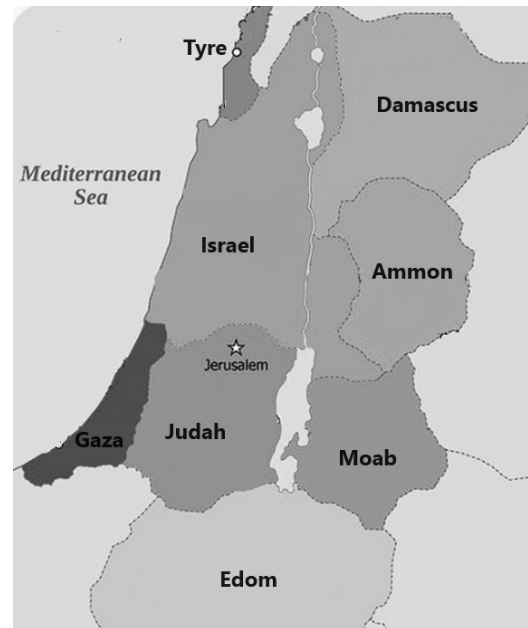 Tyre
Damascus
Mediterranean
Sea
Israel
Ammon
Jerusalem
Gaza
Judah
Moab
Edom